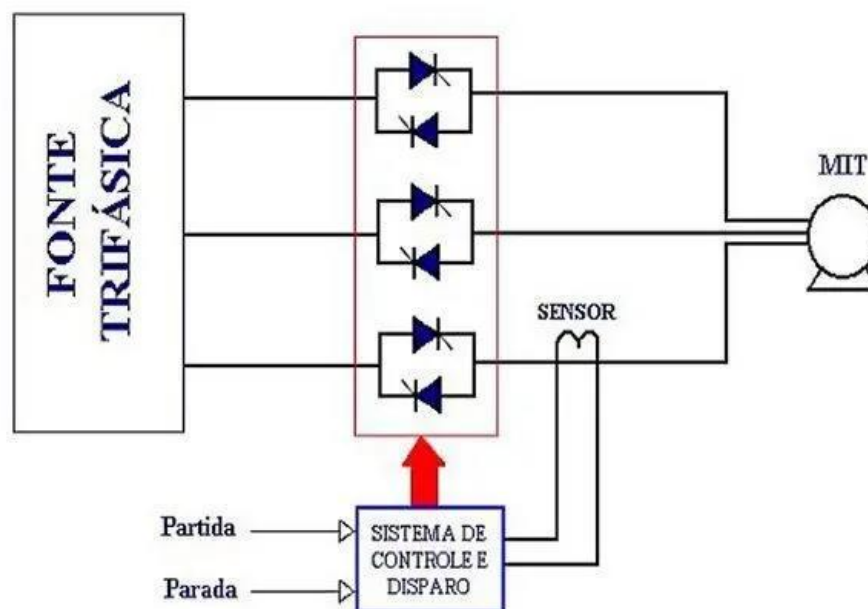 FONTE
TRIFÁSICA
MIT
SENSOR
Partida
Parada
SISTEMA DE
CONTROLE E
DISPARO